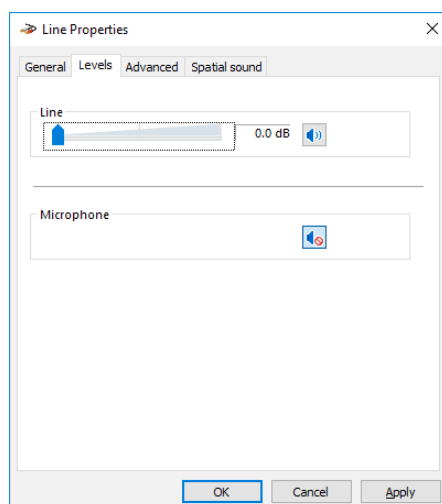 Line Properties
General Levels Advanced Spatial sound
Line
0.0 dB
Microphone
OK Cancel Apply